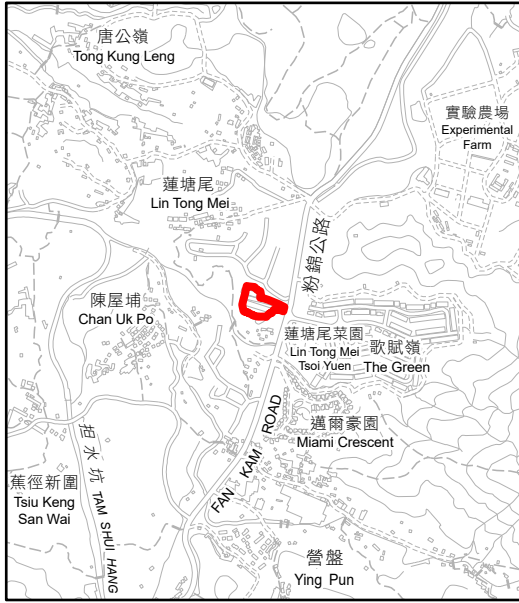 唐公嶺
Tong Kung Leng
實驗農場
Experimental
Farm
蓮塘尾
Lin Tong Mei
粉錦公路
陳屋埔
Chan Uk Po
蓮塘尾菜園
Lin Tong Mei
Tsoi Yuen
歌賦嶺
The Green
邁爾豪園
Miami Crescent
FAN KAM ROAD
担水坑 TAM SHUI HANG
蕉徑新圍
Tsiu Keng
San Wai
營盤
Ying Pun